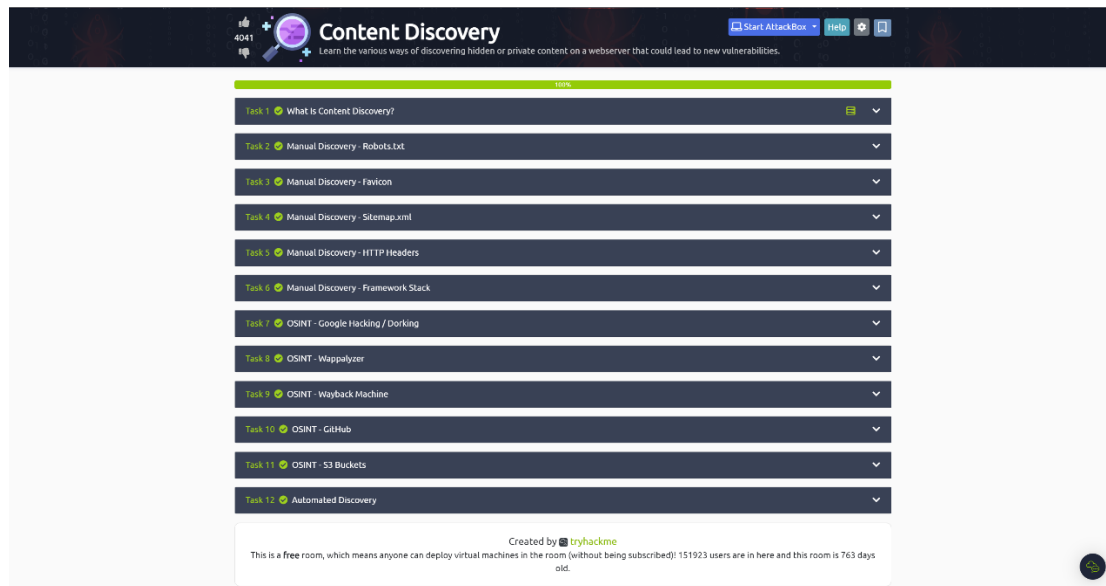 4041
Content Discovery
Learn the various ways of discovering hidden or private content on a webserver that could lead to new vulnerabilities.
Start AttackBox
Help
100%
Task 1 What Is Content Discovery?
Task 2 Manual Discovery - Robots.txt
Task 3 Manual Discovery - Favicon
Task 4 Manual Discovery - Sitemap.xml
Task 5 Manual Discovery - HTTP Headers
Task 6 Manual Discovery - Framework Stack
Task 7 OSINT - Google Hacking / Dorking
Task 8 OSINT - Wappalyzer
Task 9 OSINT - Wayback Machine
Task 10 OSINT - GitHub
Task 11 OSINT - S3 Buckets
Task 12 Automated Discovery
Created by tryhackme
This is a free room, which means anyone can deploy virtual machines in the room (without being subscribed)! 151923 users are in here and this room is 763 days
old.